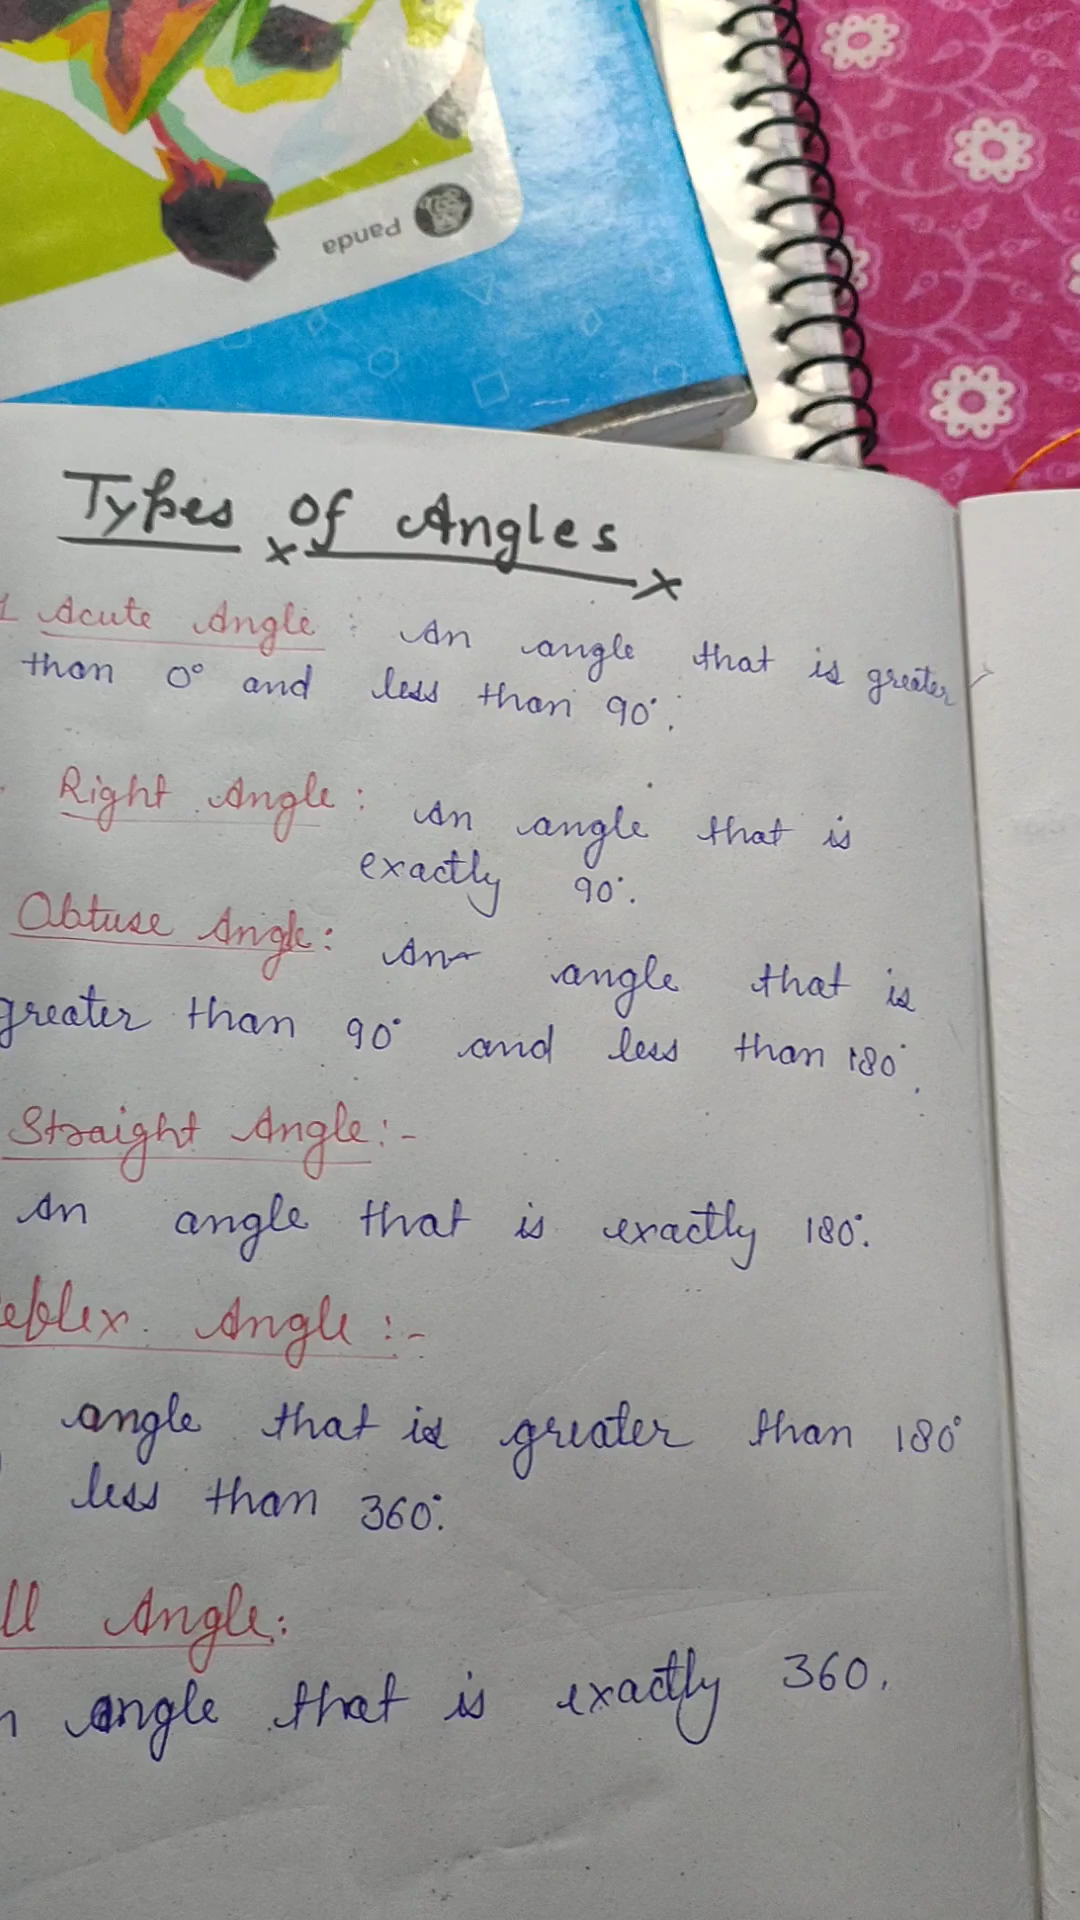 Panda
Types of Angles
1 Acute Angle : An angle that is greater
than 0° and less than 90°.
Right Angle : An angle that is
exactly 90°.
Obtuse Angle : An angle that is
greater than 90° and less than 180°.
Straight Angle :-
An angle that is exactly 180°.
eflex Angle :-
angle that is greater than 180°
less than 360°.
ll Angle :
n angle that is exactly 360.